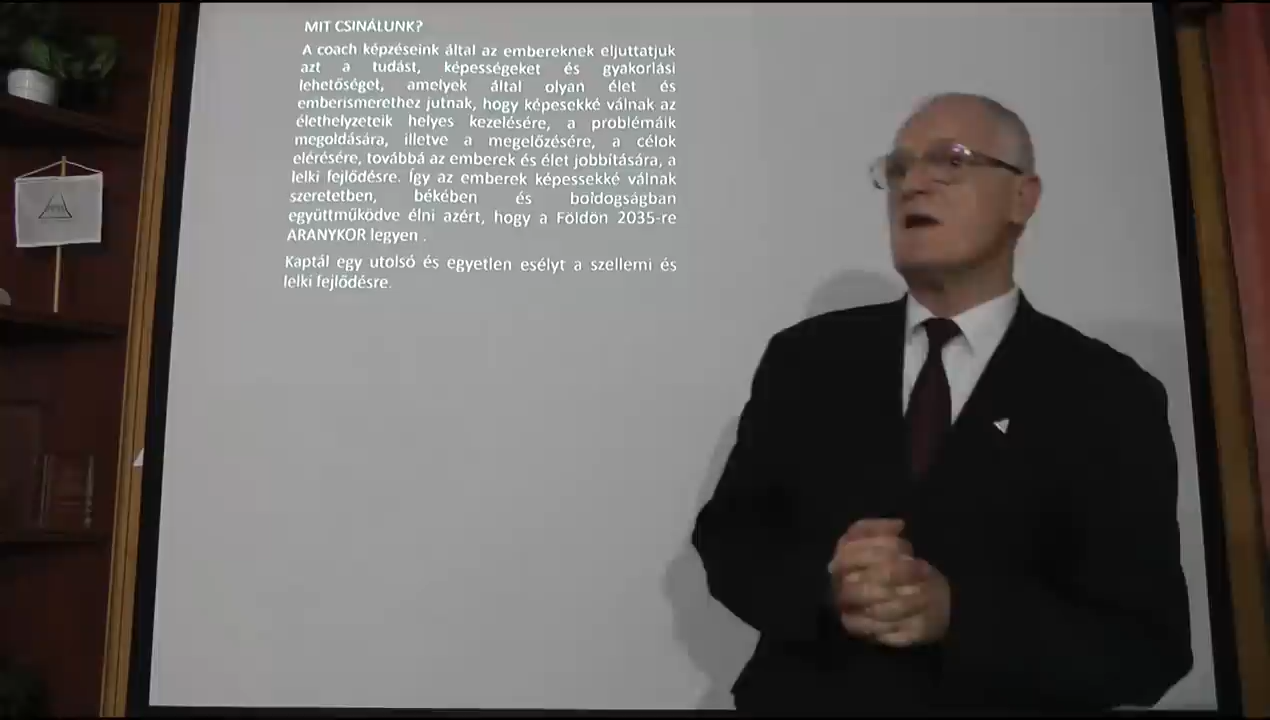 MIT CSINÁLUNK?
A coach képzéseink által az embereknek eljuttatjuk
azt a tudást, képességeket és gyakorlási
lehetőséget, amelyek által olyan élet és
emberismerethez jutnak, hogy képesekké válnak az
élethelyzeteik helyes kezelésére, a problémáik
megoldására, illetve a megelőzésére, a célok
elérésére, továbbá az emberek és élet jobbítására, a
lelki fejlődésre. Így az emberek képessekké válnak
szeretetben, békében és boldogságban
együttműködve élni azért, hogy a Földön 2035-re
ARANYKOR legyen .
Kaptál egy utolsó és egyetlen esélyt a szellemi és
lelki fejlődésre.